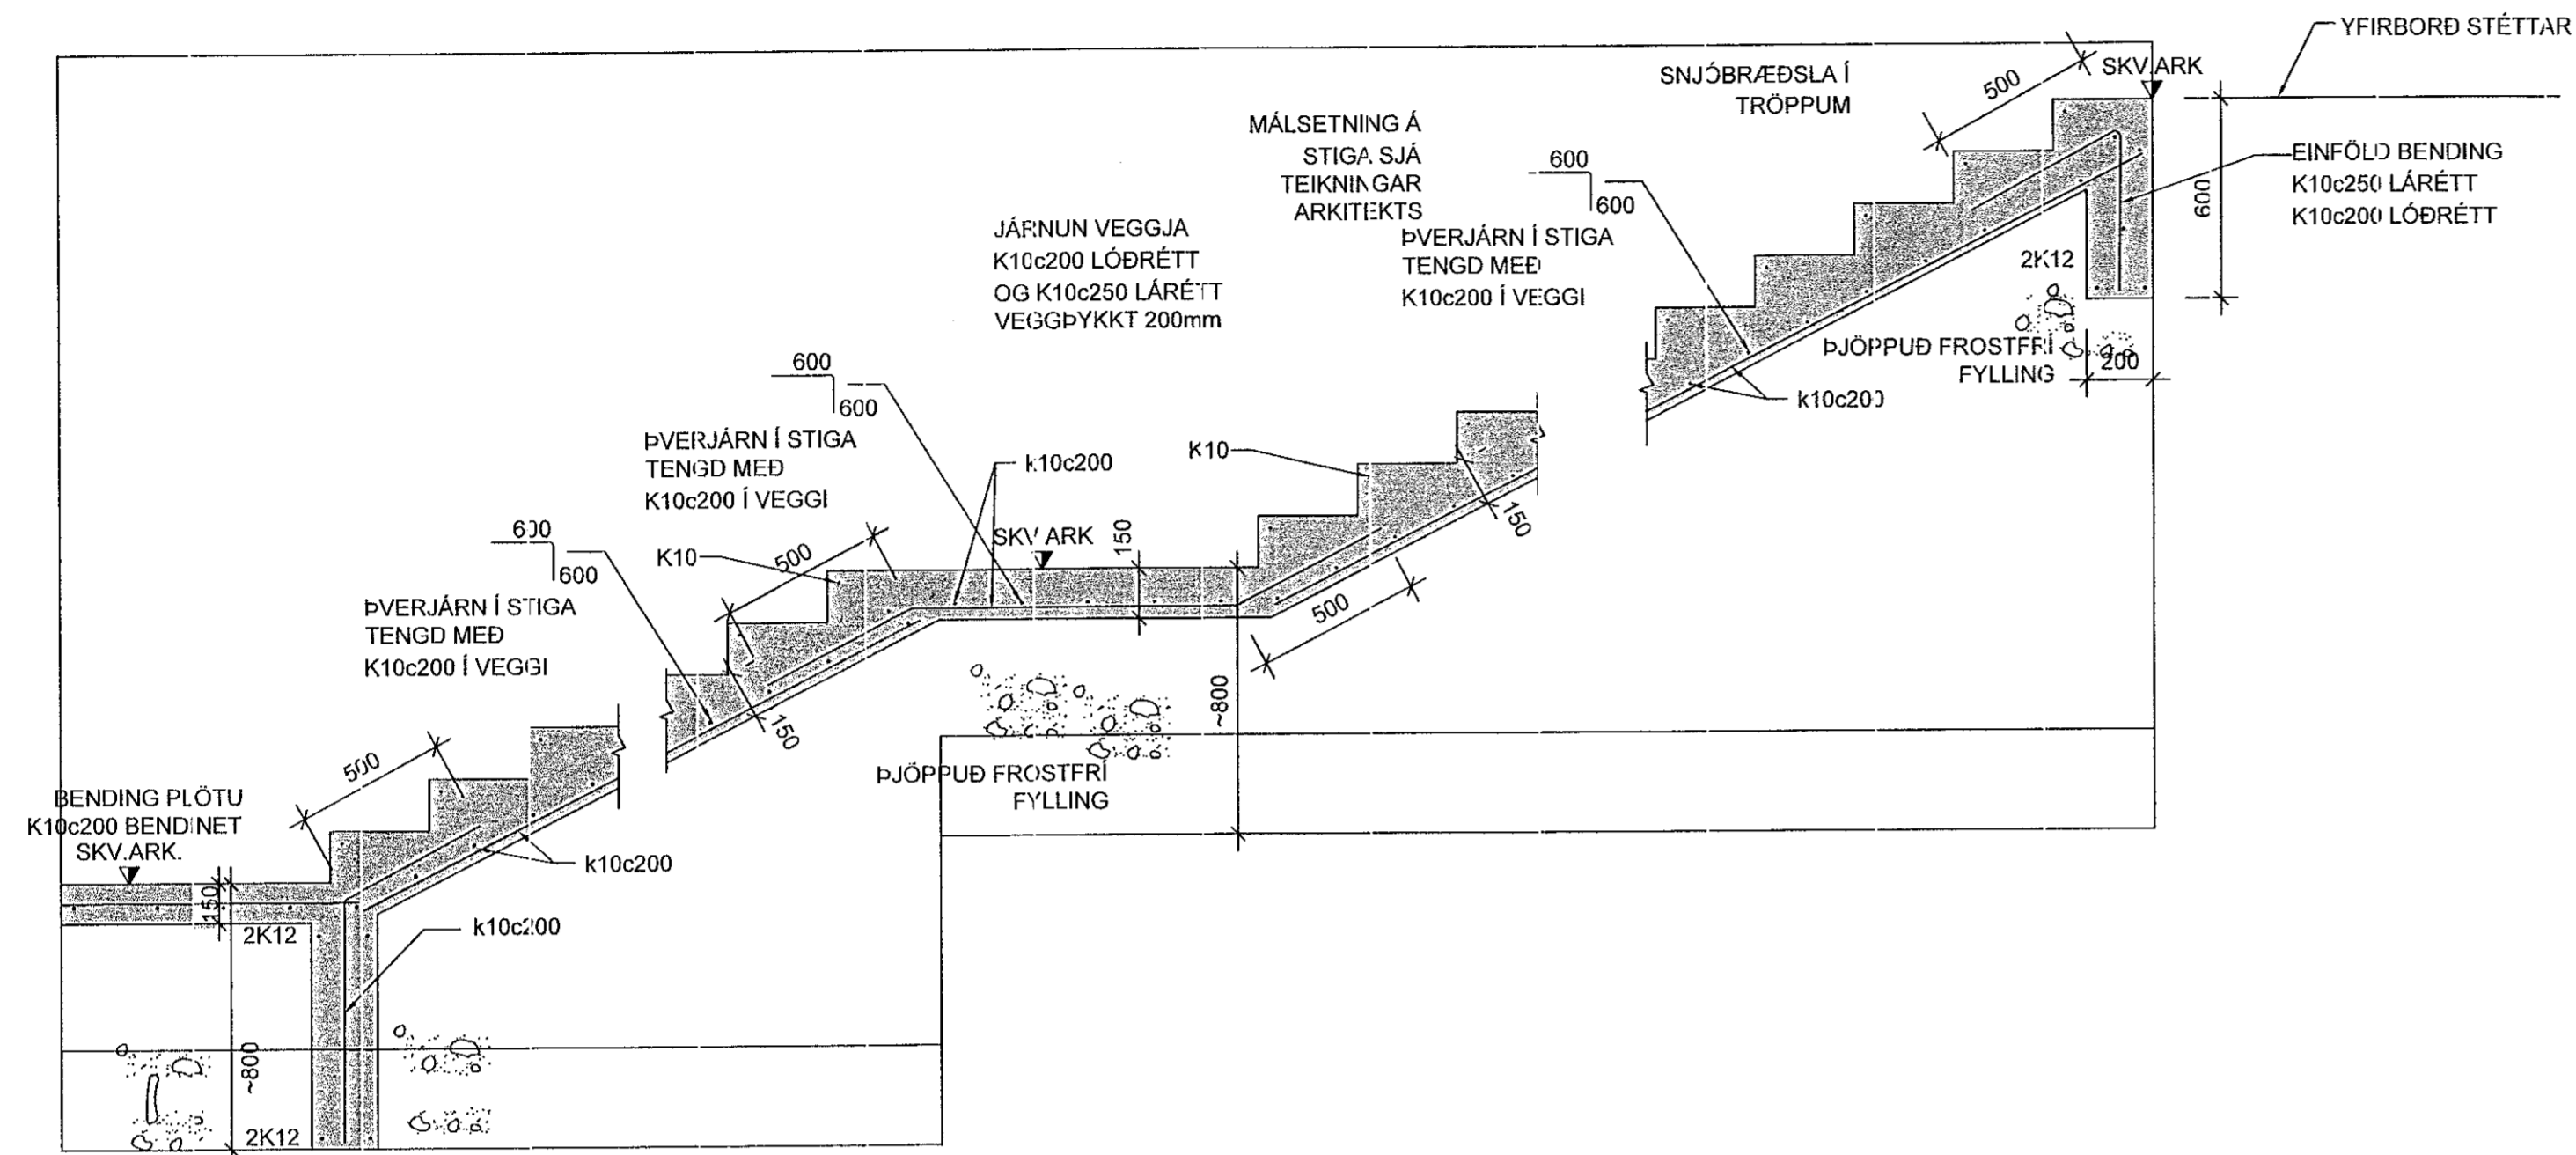 YFIRBORÐ STÉTTAR
SKV.ARK
500
SNJÓBRÆÐSLA Í
TRÖPPUM
MÁLSETNING Á
STIGA SJÁ
TEIKNINGAR
ARKITEKTS
600
600
EINFÖLD BENDING
K10c250 LÁRÉTT
K10c200 LÓÐRÉTT
600
JÁRNUN VEGGJA
K10c200 LÓÐRÉTT
OG K10c250 LÁRÉTT
VEGGÞYKKT 200mm
ÞVERJÁRN Í STIGA
TENGD MEÐ
K10c200 Í VEGGI
2K12
ÞJÖPPUÐ FROSTFRÍ
FYLLING
200
k10c200
600
600
ÞVERJÁRN Í STIGA
TENGD MEÐ
K10c200 Í VEGGI
k10c200
K10
150
SKV ARK
150
600
600
K10
500
500
ÞVERJÁRN Í STIGA
TENGD MEÐ
K10c200 Í VEGGI
150
~800
ÞJÖPPUÐ FROSTFRÍ
FYLLING
500
BENDING PLÖTU
K10c200 BENDINET
SKV.ARK.
k10c200
150
2K12
k10c200
~800
2K12